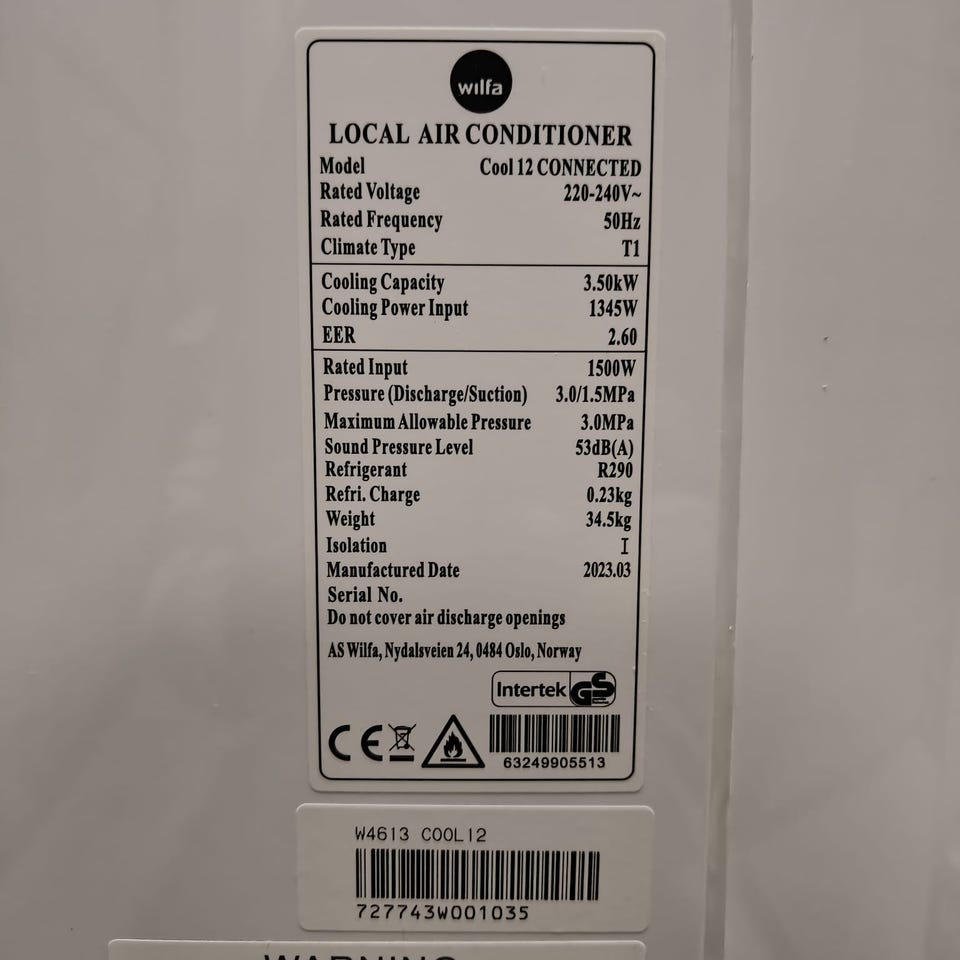 wilfa
LOCAL AIR CONDITIONER
Model Cool 12 CONNECTED
Rated Voltage 220-240V~
Rated Frequency 50Hz
Climate Type T1
Cooling Capacity 3.50kW
Cooling Power Input 1345W
EER 2.60
Rated Input 1500W
Pressure (Discharge/Suction) 3.0/1.5MPa
Maximum Allowable Pressure 3.0MPa
Sound Pressure Level 53dB(A)
Refrigerant R290
Refri. Charge 0.23kg
Weight 34.5kg
Isolation I
Manufactured Date 2023.03
Serial No.
Do not cover air discharge openings
AS Wilfa, Nydalsveien 24, 0484 Oslo, Norway
Intertek GS
CE
63249905513
W4613 COOL12
727743W001035
WARNING